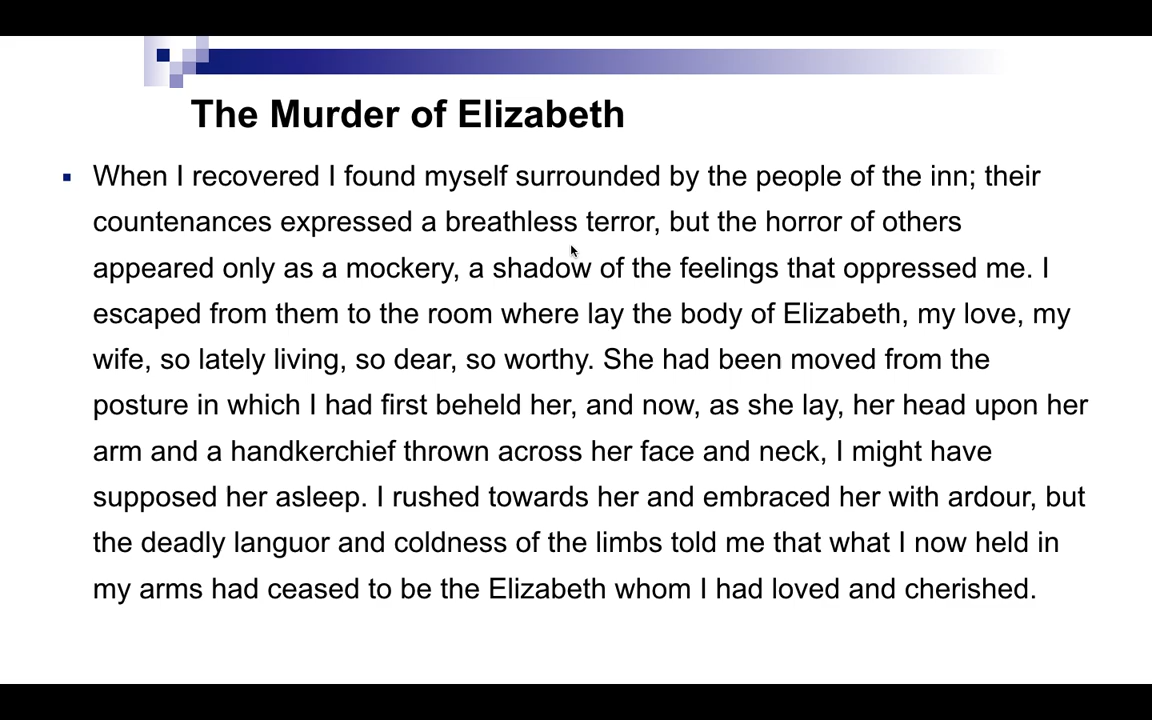 The Murder of Elizabeth
When I recovered I found myself surrounded by the people of the inn; their
countenances expressed a breathless terror, but the horror of others
appeared only as a mockery, a shadow of the feelings that oppressed me. I
escaped from them to the room where lay the body of Elizabeth, my love, my
wife, so lately living, so dear, so worthy. She had been moved from the
posture in which I had first beheld her, and now, as she lay, her head upon her
arm and a handkerchief thrown across her face and neck, I might have
supposed her asleep. I rushed towards her and embraced her with ardour, but
the deadly languor and coldness of the limbs told me that what I now held in
my arms had ceased to be the Elizabeth whom I had loved and cherished.